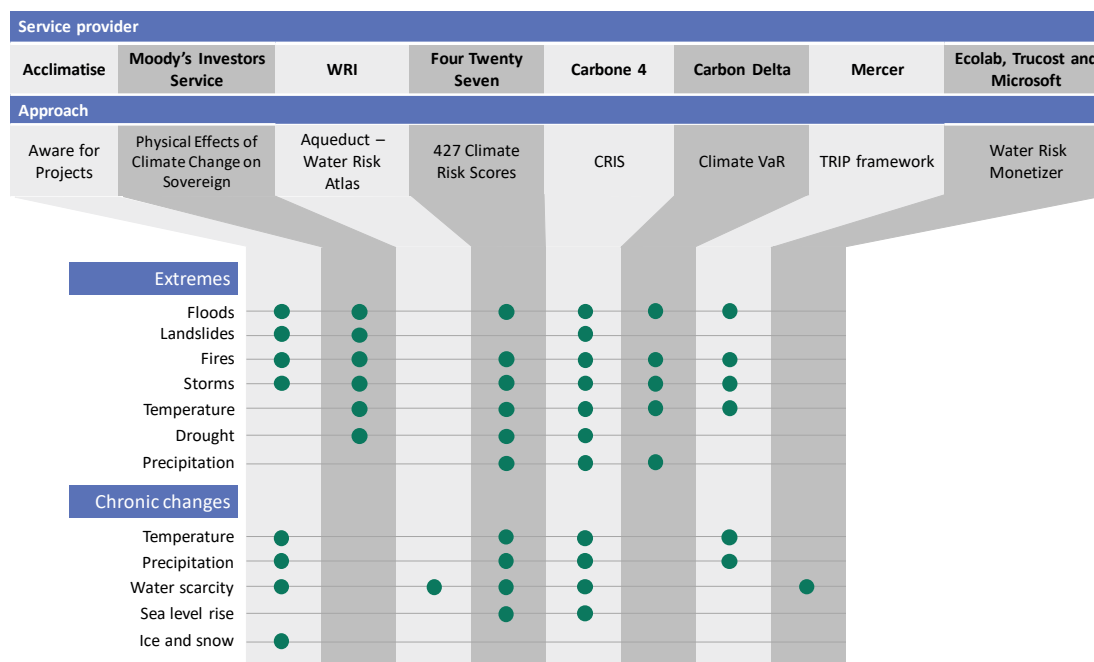 Service provider
Acclimatise
Moody's Investors
Service
WRI
Four Twenty
Seven
Carbone 4
Carbon Delta
Mercer
Ecolab, Trucost and
Microsoft
Approach
Aware for
Projects
Physical Effects of
Climate Change on
Sovereign
Aqueduct –
Water Risk
Atlas
427 Climate
Risk Scores
CRIS
Climate VaR
TRIP framework
Water Risk
Monetizer
Extremes
Floods
Landslides
Fires
Storms
Temperature
Drought
Precipitation
Chronic changes
Temperature
Precipitation
Water scarcity
Sea level rise
Ice and snow